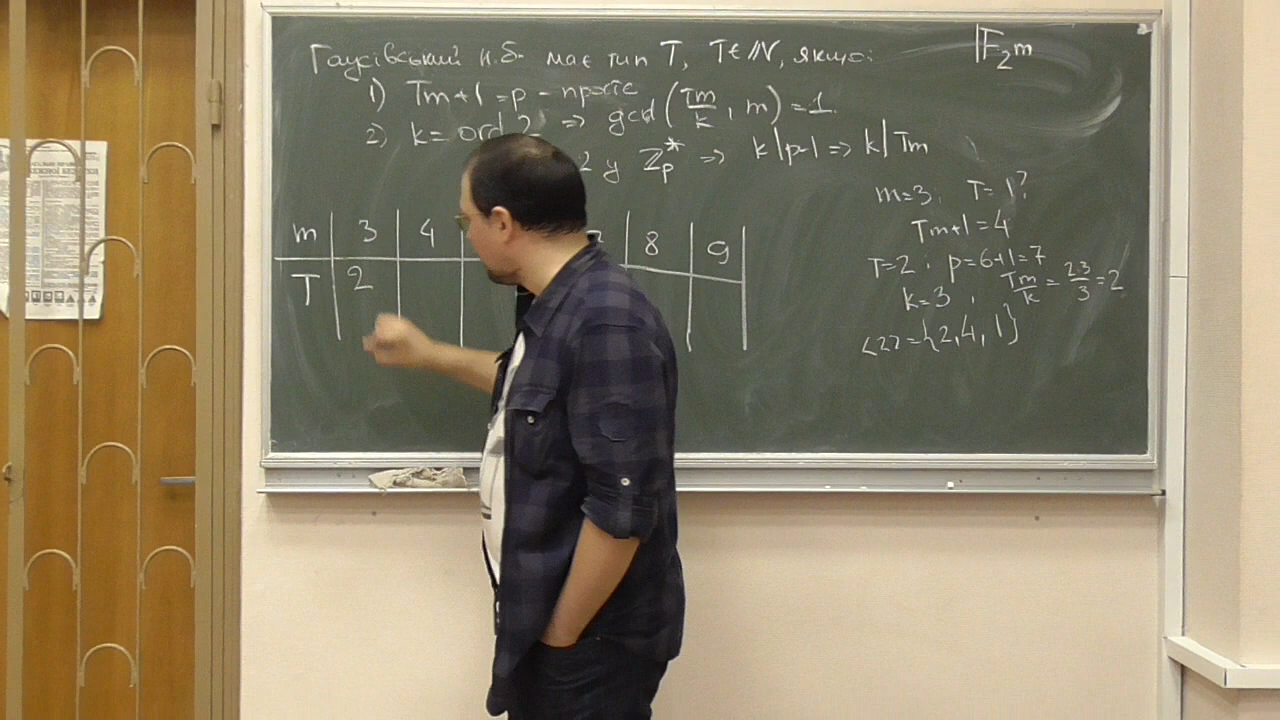 Гаусівський н.б. має тип T, T∈ℕ, якщо:
𝔽₂m
1) Tm+1 = p - просте
2) k = ord 2 ⇒ gcd(Tm/k, m) = 1.
2 у ℤₚ* ⇒ k|p-1 ⇒ k|Tm
m | 3 | 4 | 8 | 9
T | 2
m=3; T=1?
Tm+1=4
T=2; p=6+1=7
k=3, Tm/k = 2·3/3 = 2
<2>={2,4,1}